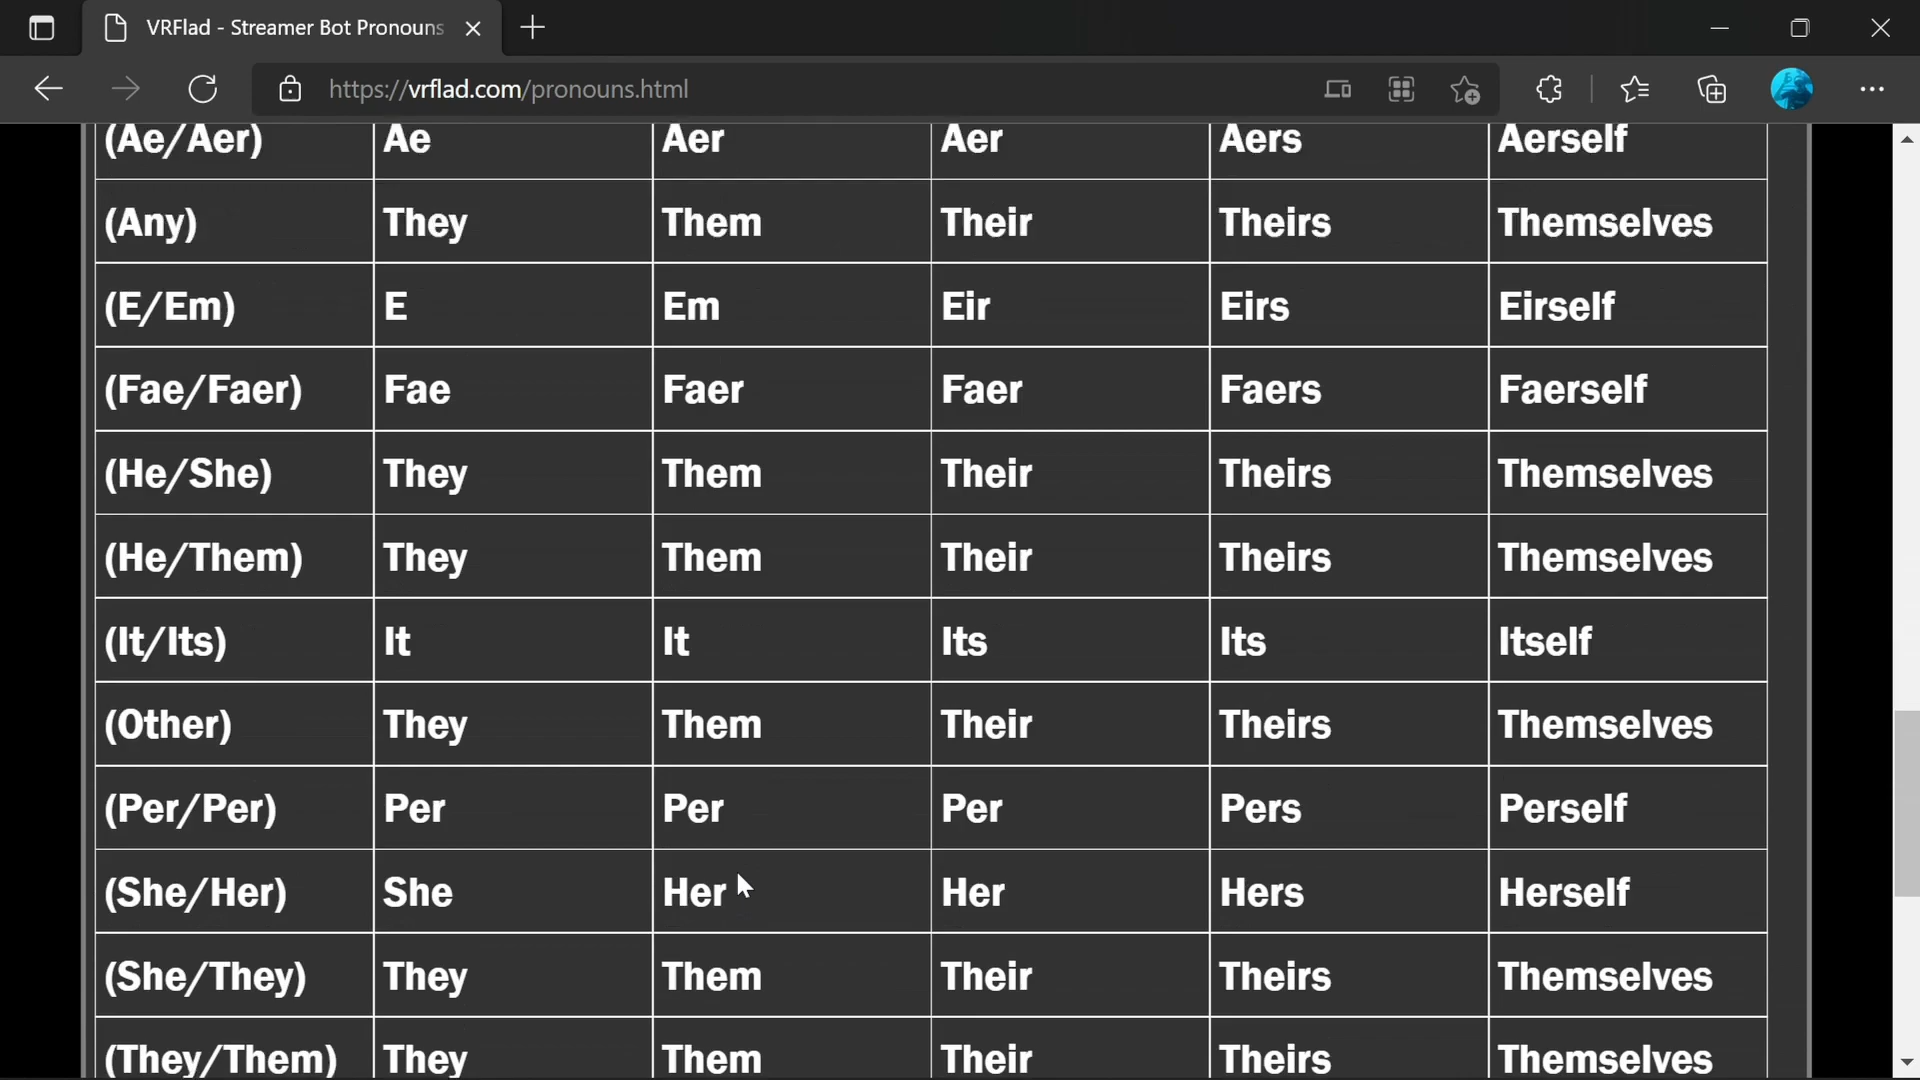 VRFlad - Streamer Bot Pronouns
https://vrflad.com/pronouns.html
(Ae/Aer) Ae Aer Aer Aers Aerself
(Any) They Them Their Theirs Themselves
(E/Em) E Em Eir Eirs Eirself
(Fae/Faer) Fae Faer Faer Faers Faerself
(He/She) They Them Their Theirs Themselves
(He/Them) They Them Their Theirs Themselves
(It/Its) It It Its Its Itself
(Other) They Them Their Theirs Themselves
(Per/Per) Per Per Per Pers Perself
(She/Her) She Her Her Hers Herself
(She/They) They Them Their Theirs Themselves
(They/Them) They Them Their Theirs Themselves